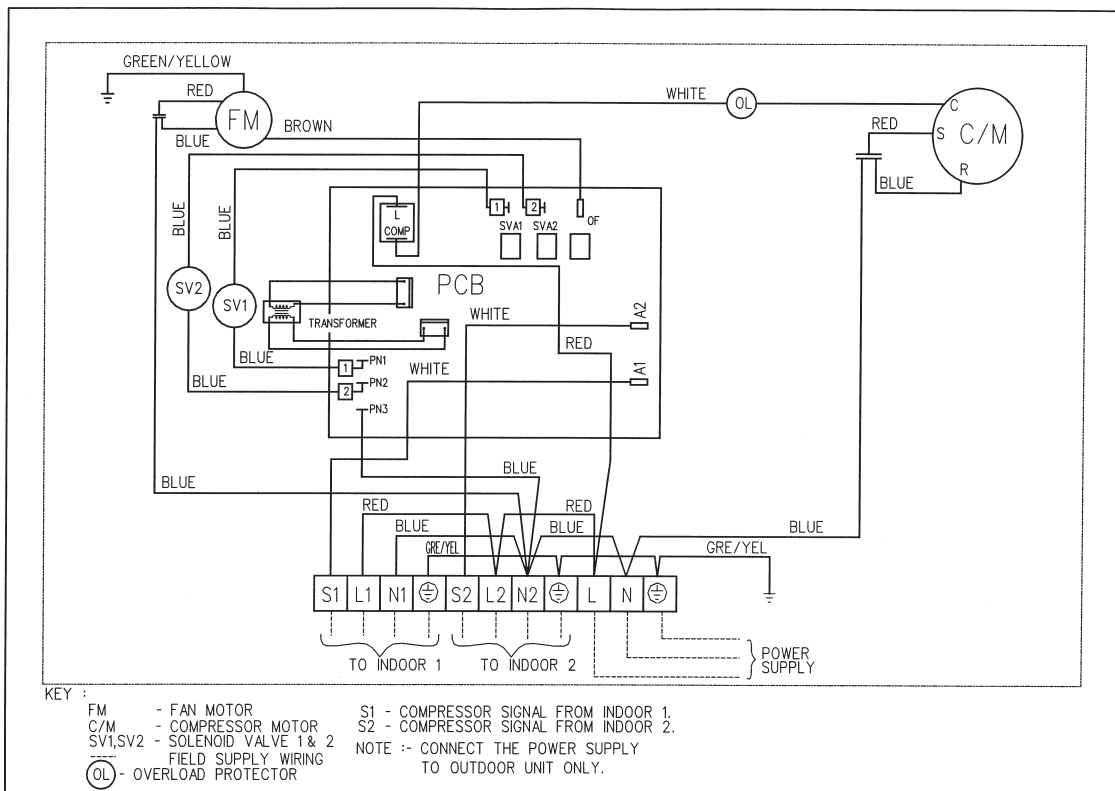 GREEN/YELLOW
RED
FM
BLUE
BROWN
WHITE
OL
C
RED
S
C/M
R
BLUE
BLUE
BLUE
1
2
SVA1
SVA2
OF
L
COMP
SV2
SV1
PCB
TRANSFORMER
WHITE
A2
RED
WHITE
A1
BLUE
1
PN1
BLUE
2
PN2
PN3
BLUE
BLUE
RED
RED
BLUE
BLUE
BLUE
GRE/YEL
GRE/YEL
S1 L1 N1 S2 L2 N2 L N
TO INDOOR 1
TO INDOOR 2
POWER
SUPPLY
KEY :
FM - FAN MOTOR
C/M - COMPRESSOR MOTOR
SV1,SV2 - SOLENOID VALVE 1 & 2
----- FIELD SUPPLY WIRING
OL - OVERLOAD PROTECTOR
S1 - COMPRESSOR SIGNAL FROM INDOOR 1.
S2 - COMPRESSOR SIGNAL FROM INDOOR 2.
NOTE :- CONNECT THE POWER SUPPLY
TO OUTDOOR UNIT ONLY.